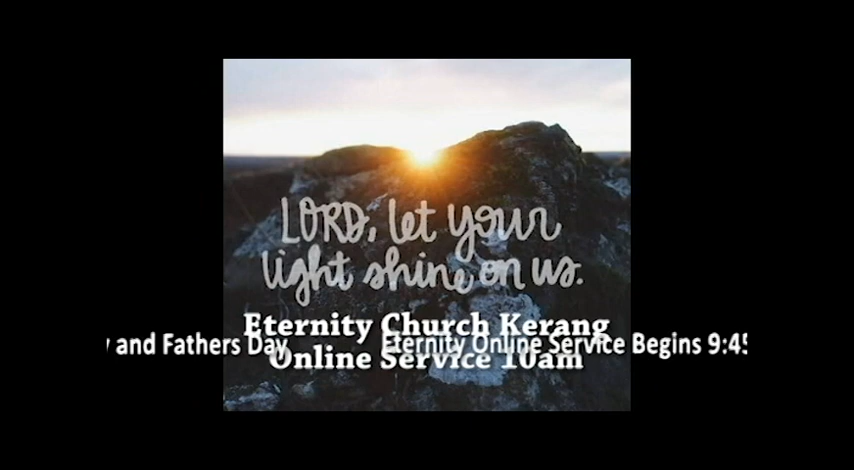 LORD, let your
light shine on us.
Eternity Church Kerang
and Fathers Day Eternity Online Service Begins 9:45
Online Service 10am